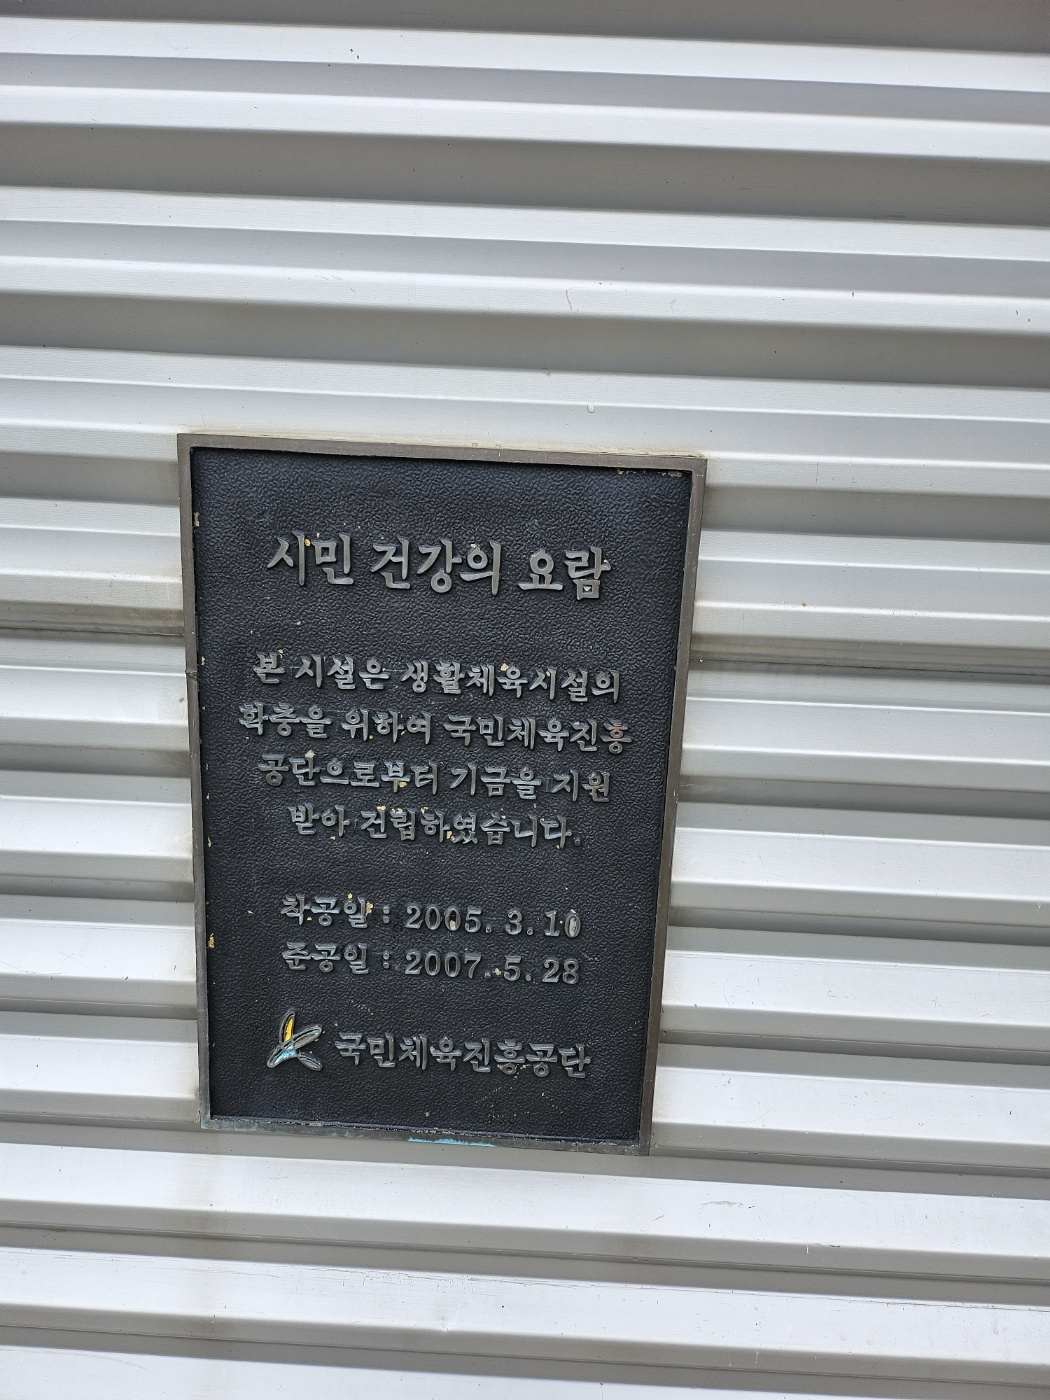 시민 건강의 요람
본 시설은 생활체육시설의
확충을 위하여 국민체육진흥
공단으로부터 기금을 지원
받아 건립하였습니다.
착공일 : 2005. 3. 10
준공일 : 2007. 5. 28
국민체육진흥공단